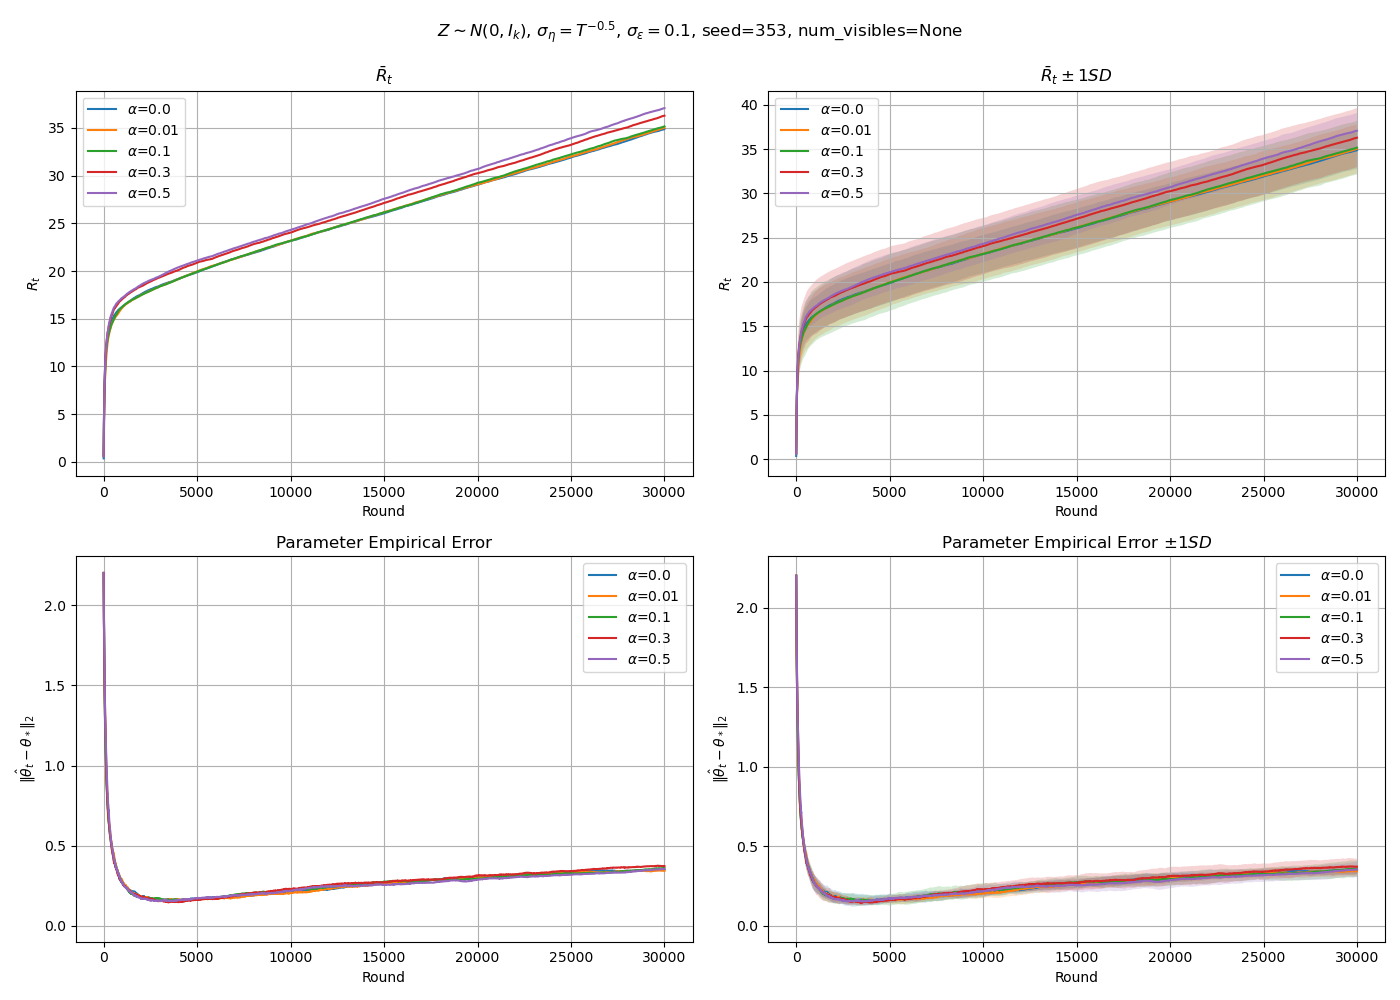 Z ∼ N(0, I_k), σ_η = T^{−0.5}, σ_ε = 0.1, seed=353, num_visibles=None
R̄_t
R_t
35
30
25
20
15
10
5
0
α=0.0
α=0.01
α=0.1
α=0.3
α=0.5
0 5000 10000 15000 20000 25000 30000
Round
R̄_t ± 1SD
R_t
40
35
30
25
20
15
10
5
0
α=0.0
α=0.01
α=0.1
α=0.3
α=0.5
0 5000 10000 15000 20000 25000 30000
Round
Parameter Empirical Error
‖θ̂_t − θ_*‖_2
2.0
1.5
1.0
0.5
0.0
α=0.0
α=0.01
α=0.1
α=0.3
α=0.5
0 5000 10000 15000 20000 25000 30000
Round
Parameter Empirical Error ±1SD
‖θ̂_t − θ_*‖_2
2.0
1.5
1.0
0.5
0.0
α=0.0
α=0.01
α=0.1
α=0.3
α=0.5
0 5000 10000 15000 20000 25000 30000
Round